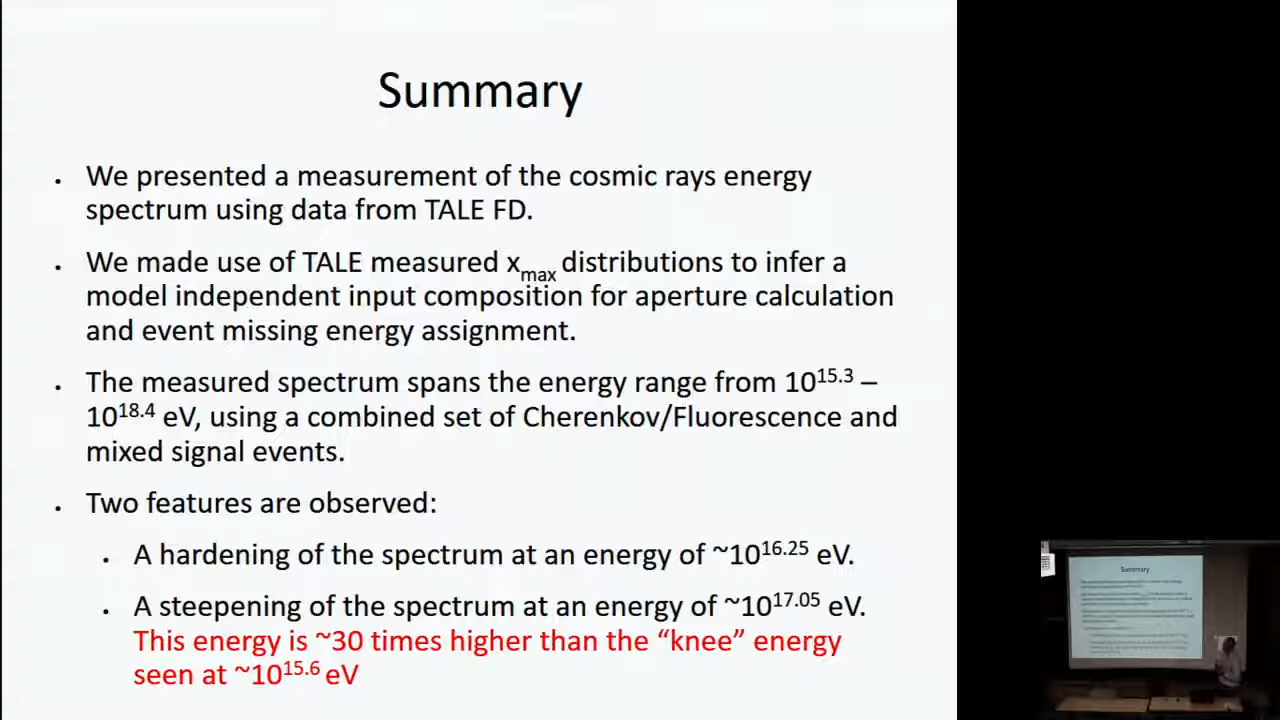 Summary
• We presented a measurement of the cosmic rays energy
spectrum using data from TALE FD.
• We made use of TALE measured xmax distributions to infer a
model independent input composition for aperture calculation
and event missing energy assignment.
• The measured spectrum spans the energy range from 10^15.3 –
10^18.4 eV, using a combined set of Cherenkov/Fluorescence and
mixed signal events.
• Two features are observed:
• A hardening of the spectrum at an energy of ~10^16.25 eV.
• A steepening of the spectrum at an energy of ~10^17.05 eV.
This energy is ~30 times higher than the “knee” energy
seen at ~10^15.6 eV
Summary